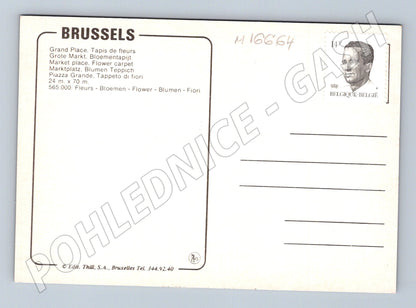 BRUSSELS
Grand Place. Tapis de fleurs
Grote Markt. Bloementapijt
Market place. Flower carpet
Marktplatz. Blumen Teppich
Piazza Grande. Tappeto di fiori
24 m. x 70 m.
565.000 Fleurs - Bloemen - Flower - Blumen - Fiori
© Edit. Thill, S.A., Bruxelles Tel. 344.92.40
M 16664
BELGIQUE-BELGIË
POHLEDNICE - GACH